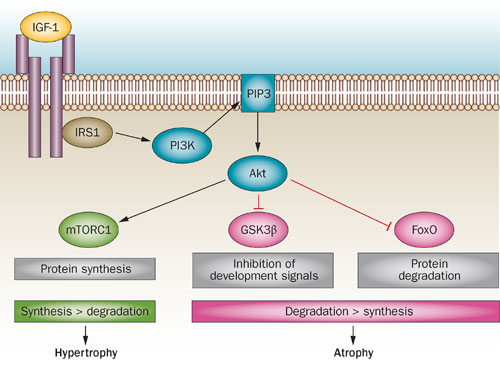 IGF-1
IRS1
PI3K
PIP3
Akt
mTORC1
GSK3β
FoxO
Protein synthesis
Inhibition of
development signals
Protein
degradation
Synthesis > degradation
Degradation > synthesis
Hypertrophy
Atrophy